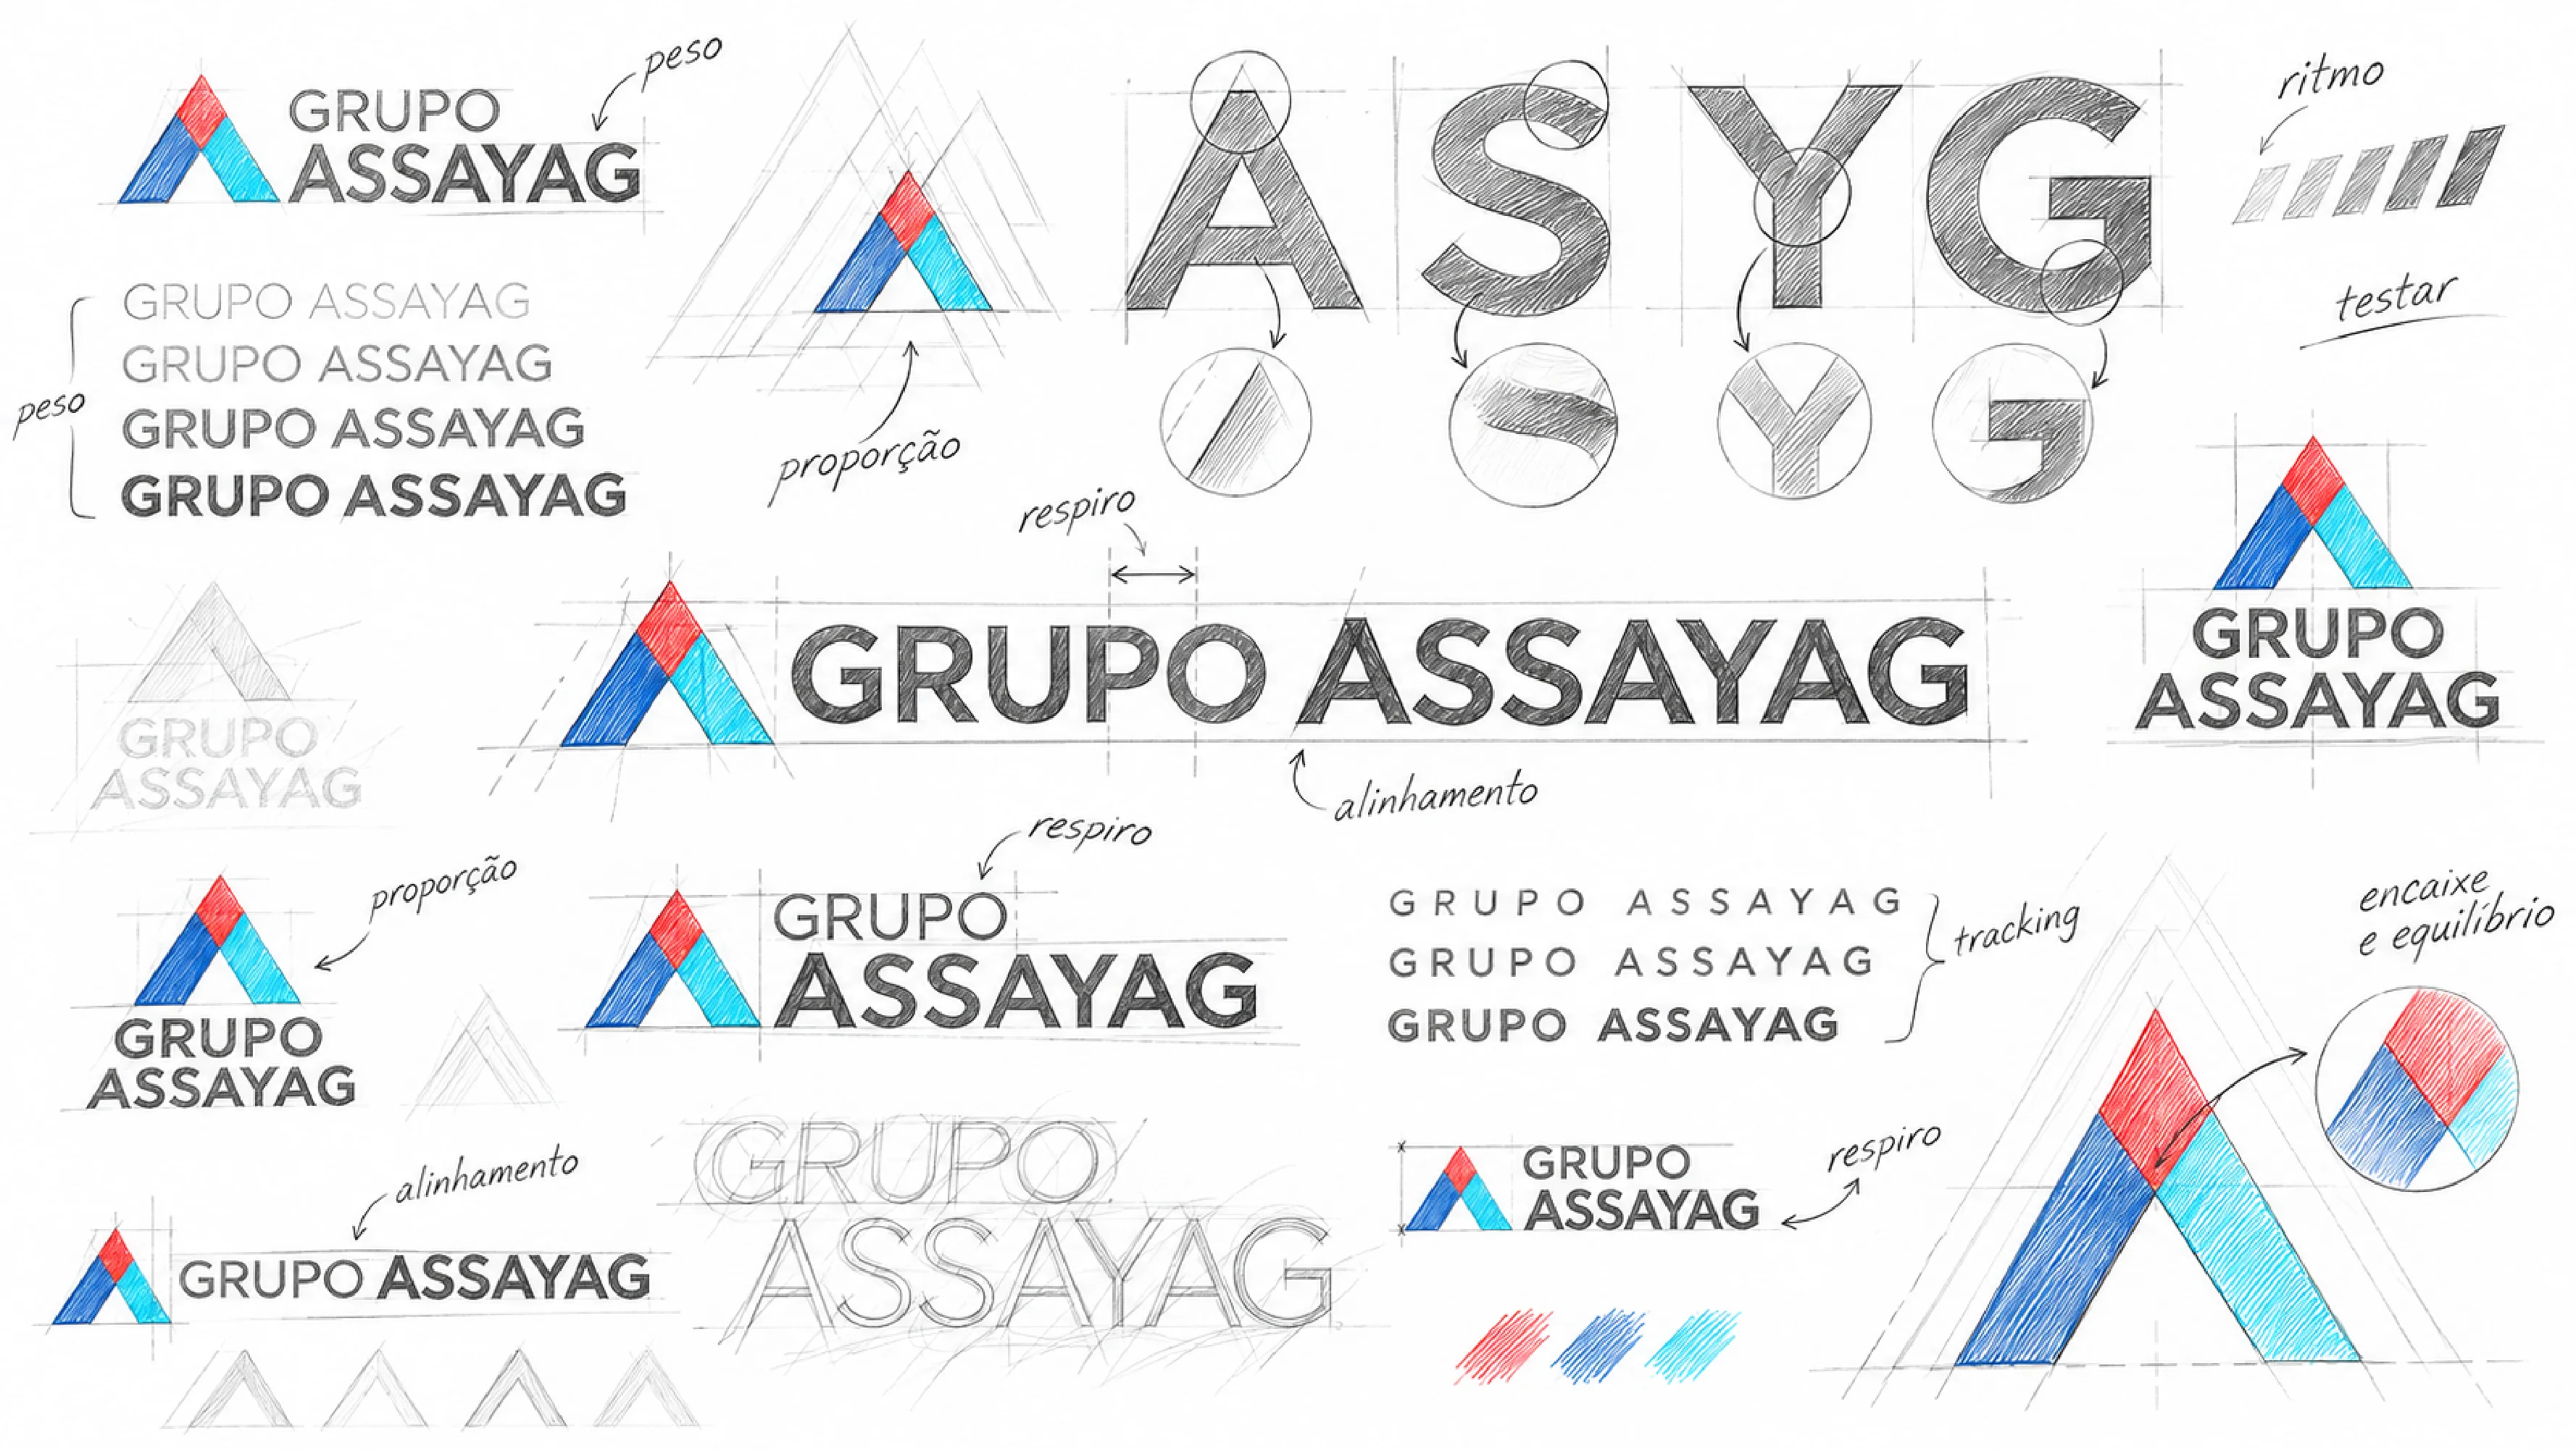 GRUPO
ASSAYAG
peso
A S Y G
ritmo
testar
peso
GRUPO ASSAYAG
GRUPO ASSAYAG
GRUPO ASSAYAG
GRUPO ASSAYAG
proporção
Y
G
respiro
GRUPO ASSAYAG
alinhamento
GRUPO
ASSAYAG
GRUPO
ASSAYAG
proporção
GRUPO
ASSAYAG
respiro
GRUPO
ASSAYAG
GRUPO ASSAYAG
GRUPO ASSAYAG
GRUPO ASSAYAG
tracking
encaixe
e equilíbrio
alinhamento
GRUPO ASSAYAG
GRUPO
ASSAYAG
GRUPO
ASSAYAG
respiro